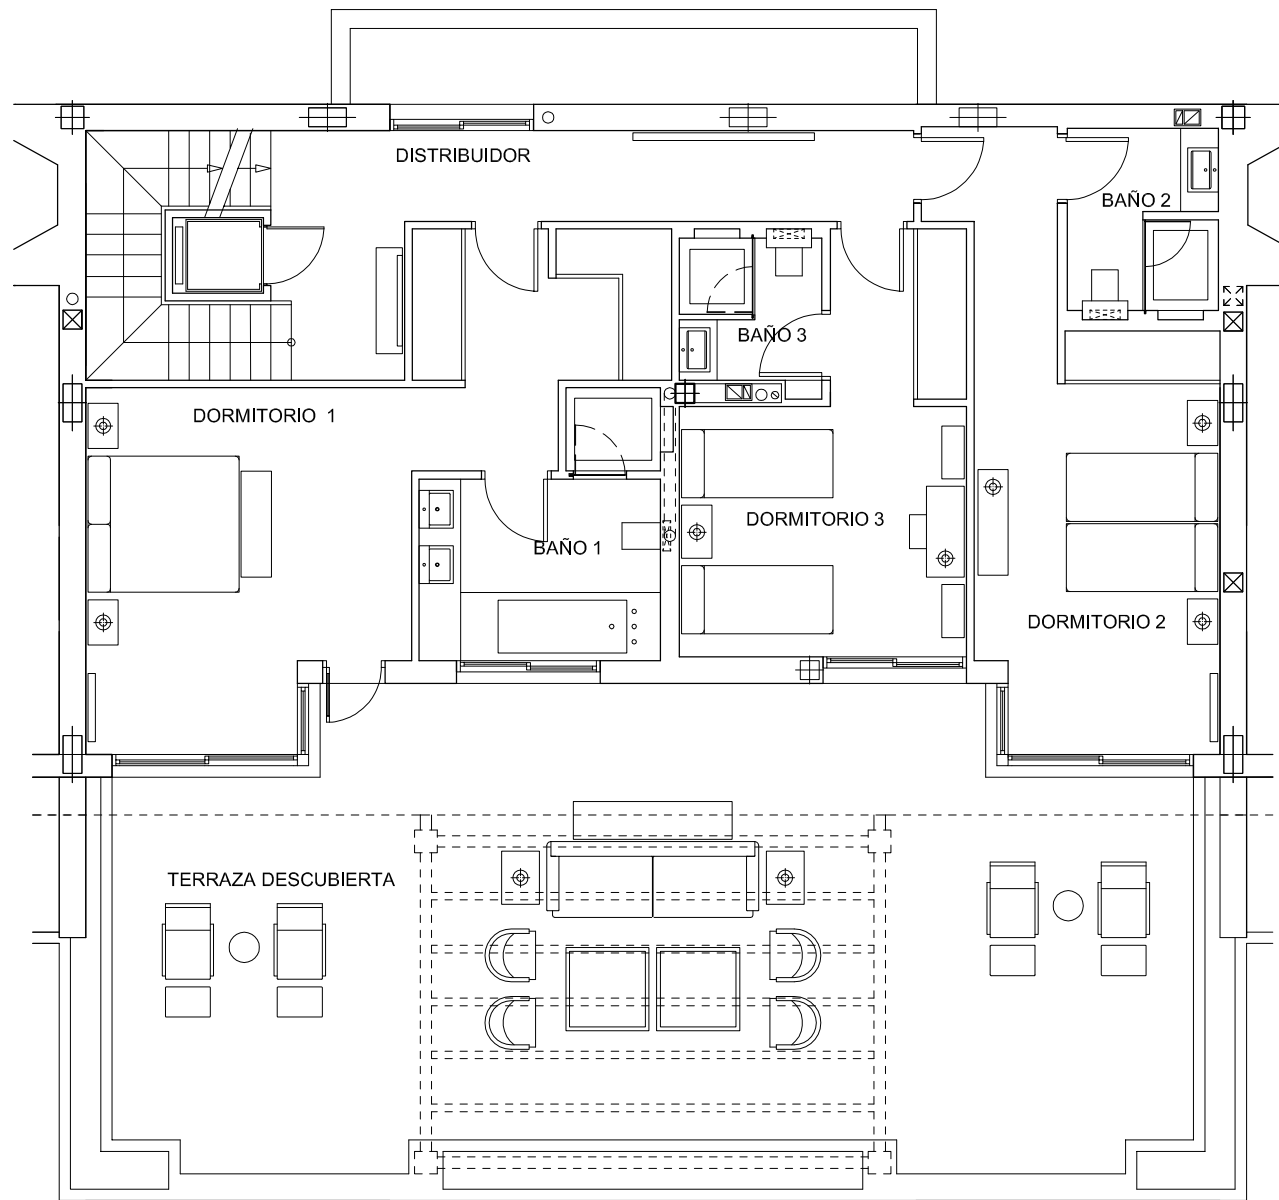 DISTRIBUIDOR
BAÑO 2
BAÑO 3
DORMITORIO 1
DORMITORIO 3
BAÑO 1
DORMITORIO 2
TERRAZA DESCUBIERTA